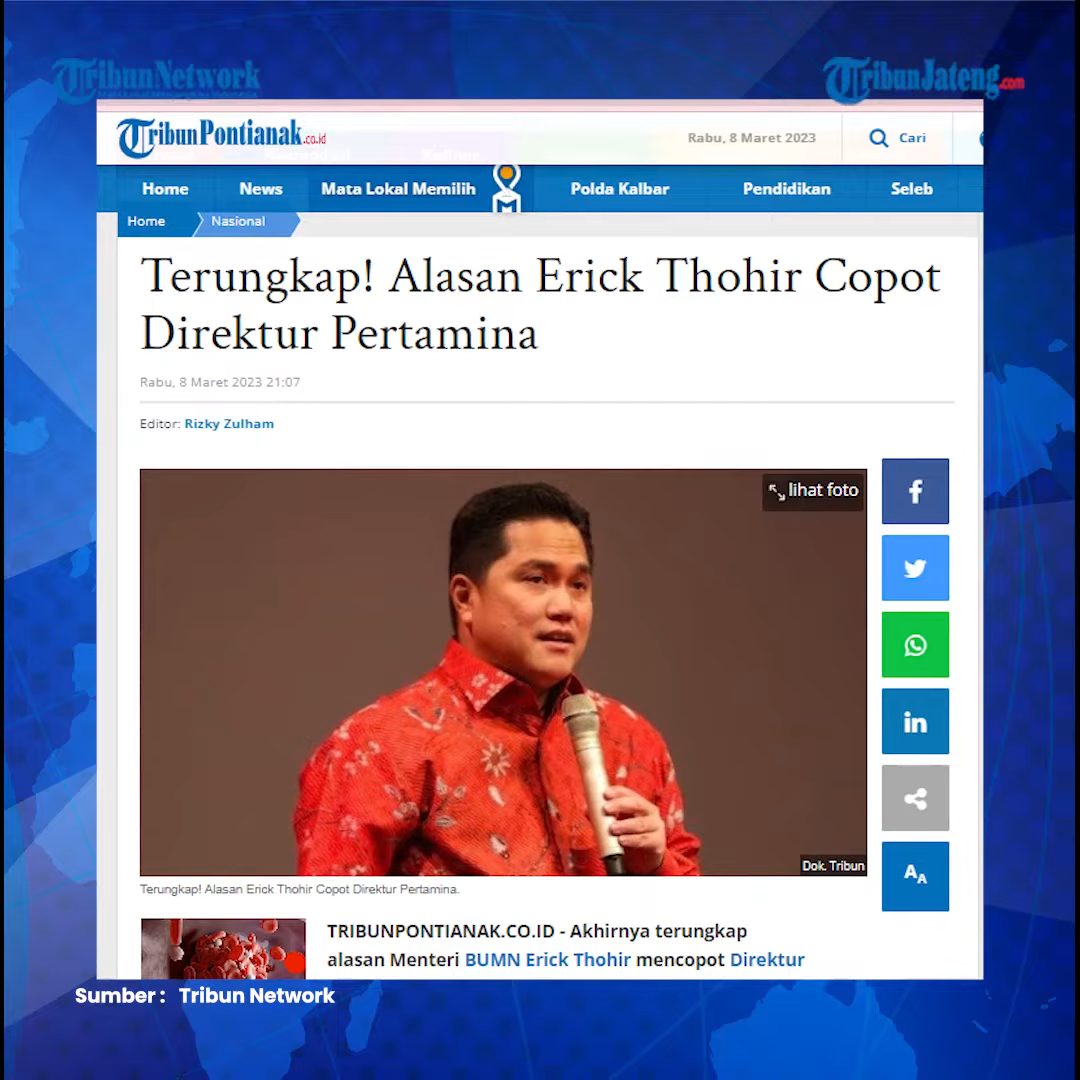 TribunNetwork
TribunJateng.com
TribunPontianak.co.id
Rabu, 8 Maret 2023
Cari
Home
News
Mata Lokal Memilih
M
Polda Kalbar
Pendidikan
Seleb
Home
Nasional
Terungkap! Alasan Erick Thohir Copot
Direktur Pertamina
Rabu, 8 Maret 2023 21:07
Editor: Rizky Zulham
lihat foto
f
in
AA
Dok. Tribun
Terungkap! Alasan Erick Thohir Copot Direktur Pertamina.
TRIBUNPONTIANAK.CO.ID - Akhirnya terungkap
alasan Menteri BUMN Erick Thohir mencopot Direktur
Sumber : Tribun Network